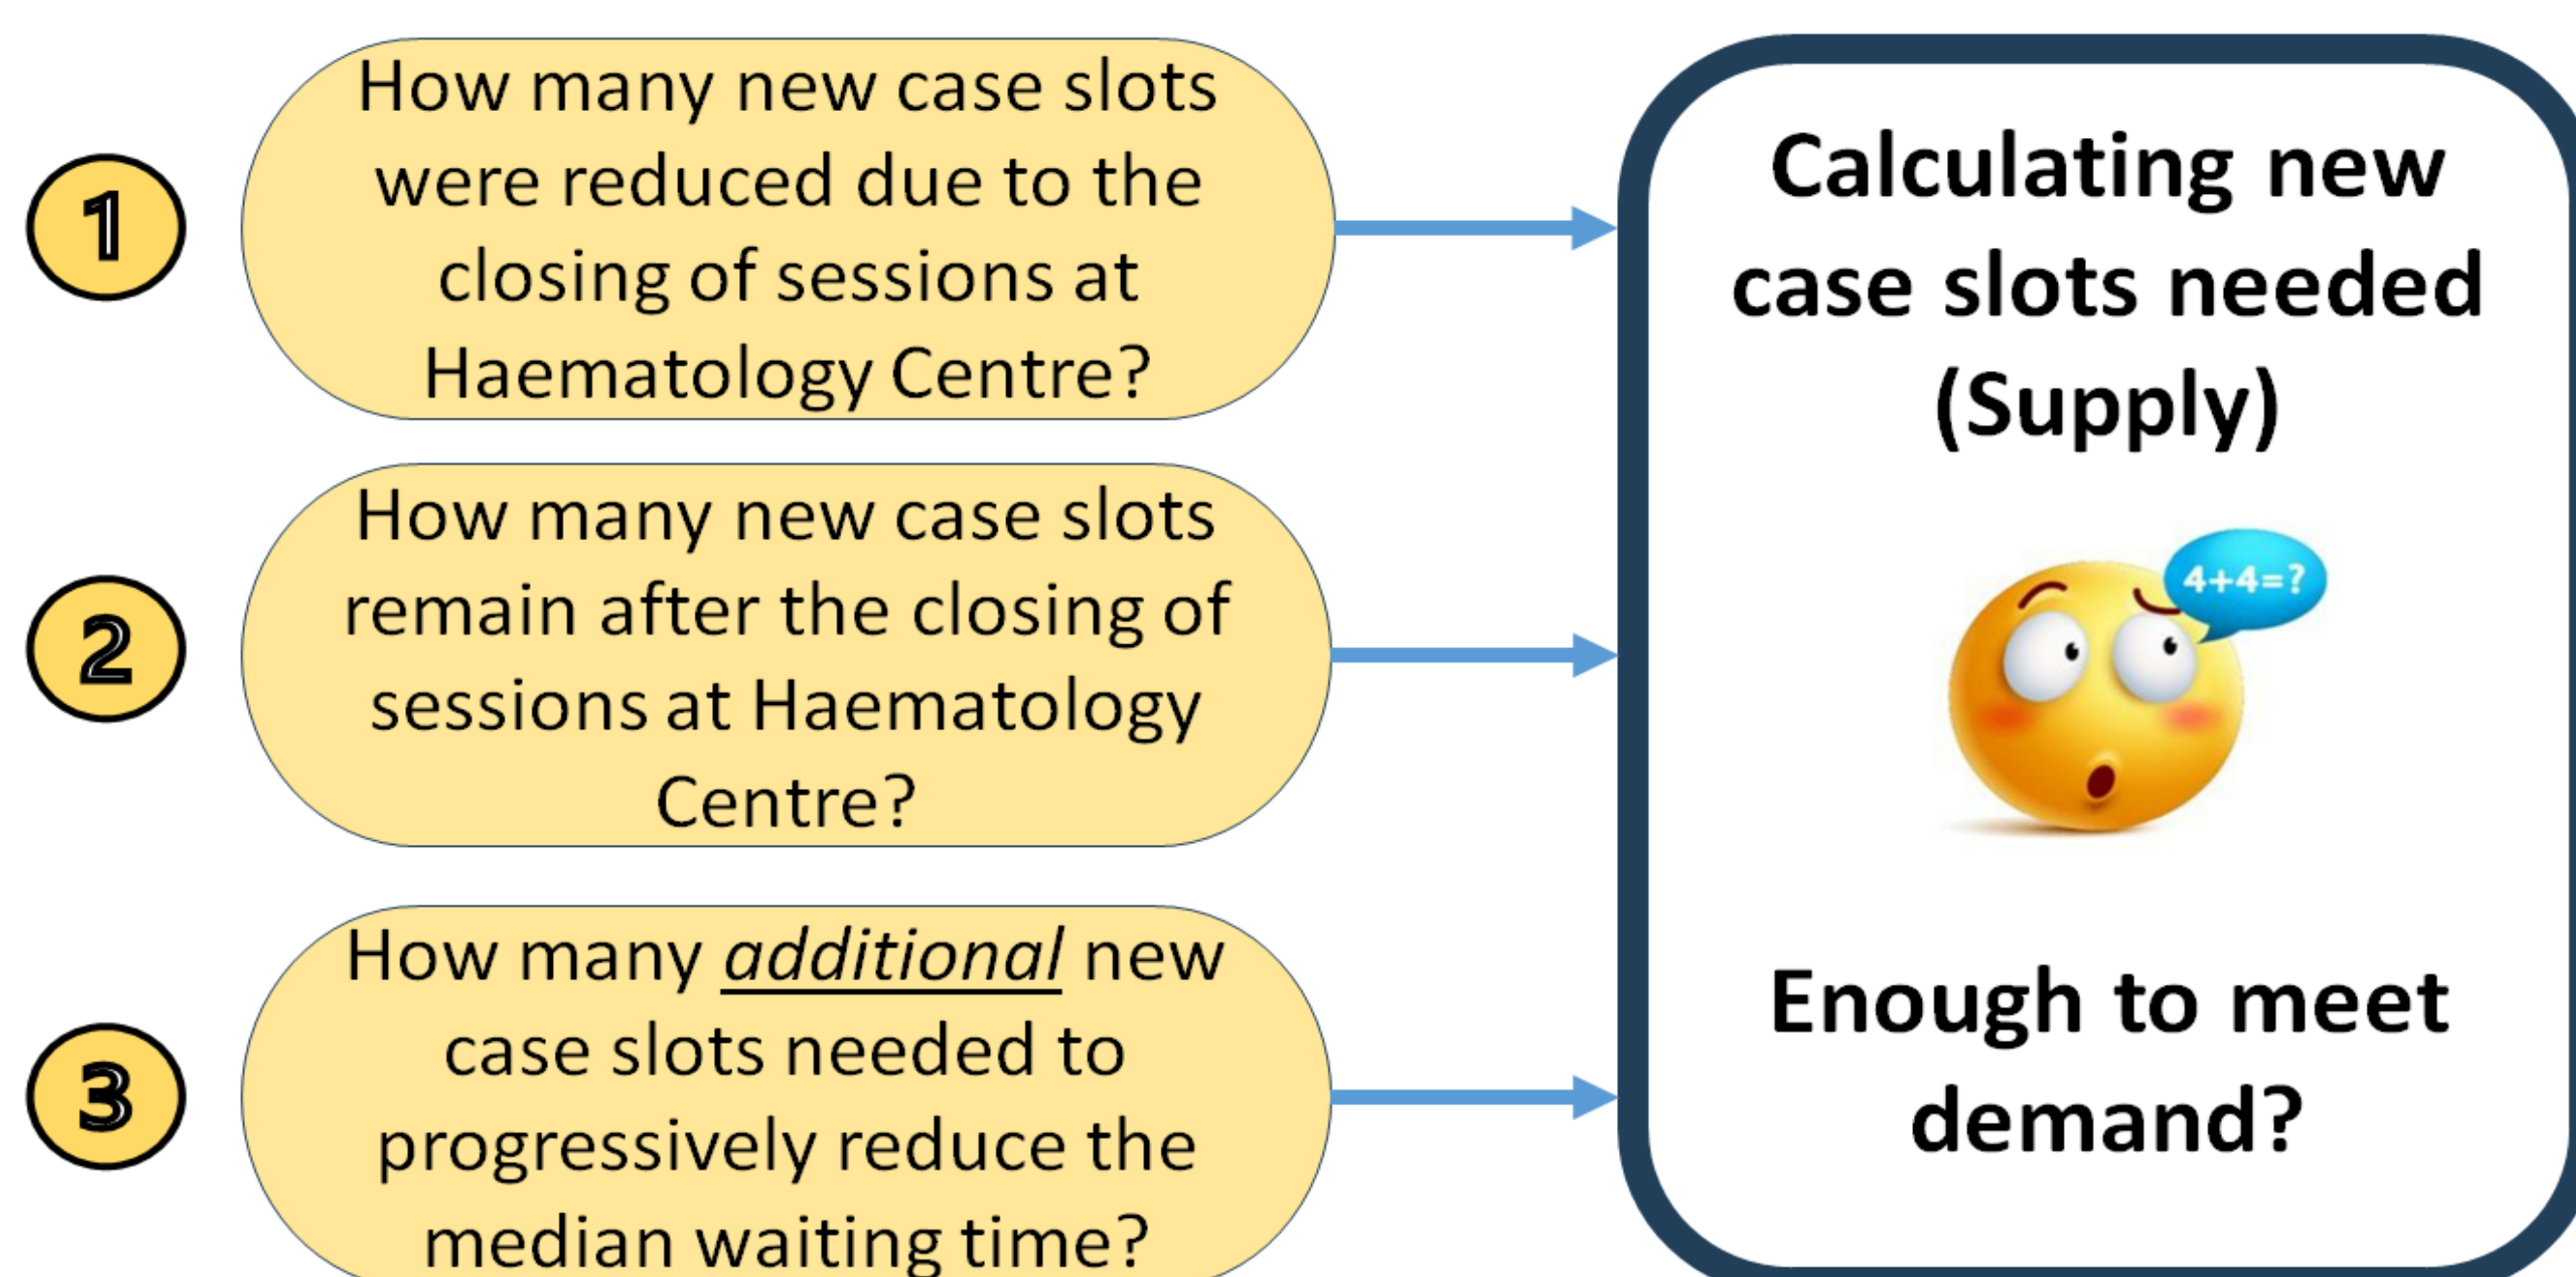 1
How many new case slots
were reduced due to the
closing of sessions at
Haematology Centre?
2
How many new case slots
remain after the closing of
sessions at Haematology
Centre?
3
How many additional new
case slots needed to
progressively reduce the
median waiting time?
Calculating new
case slots needed
(Supply)
4+4=?
Enough to meet
demand?